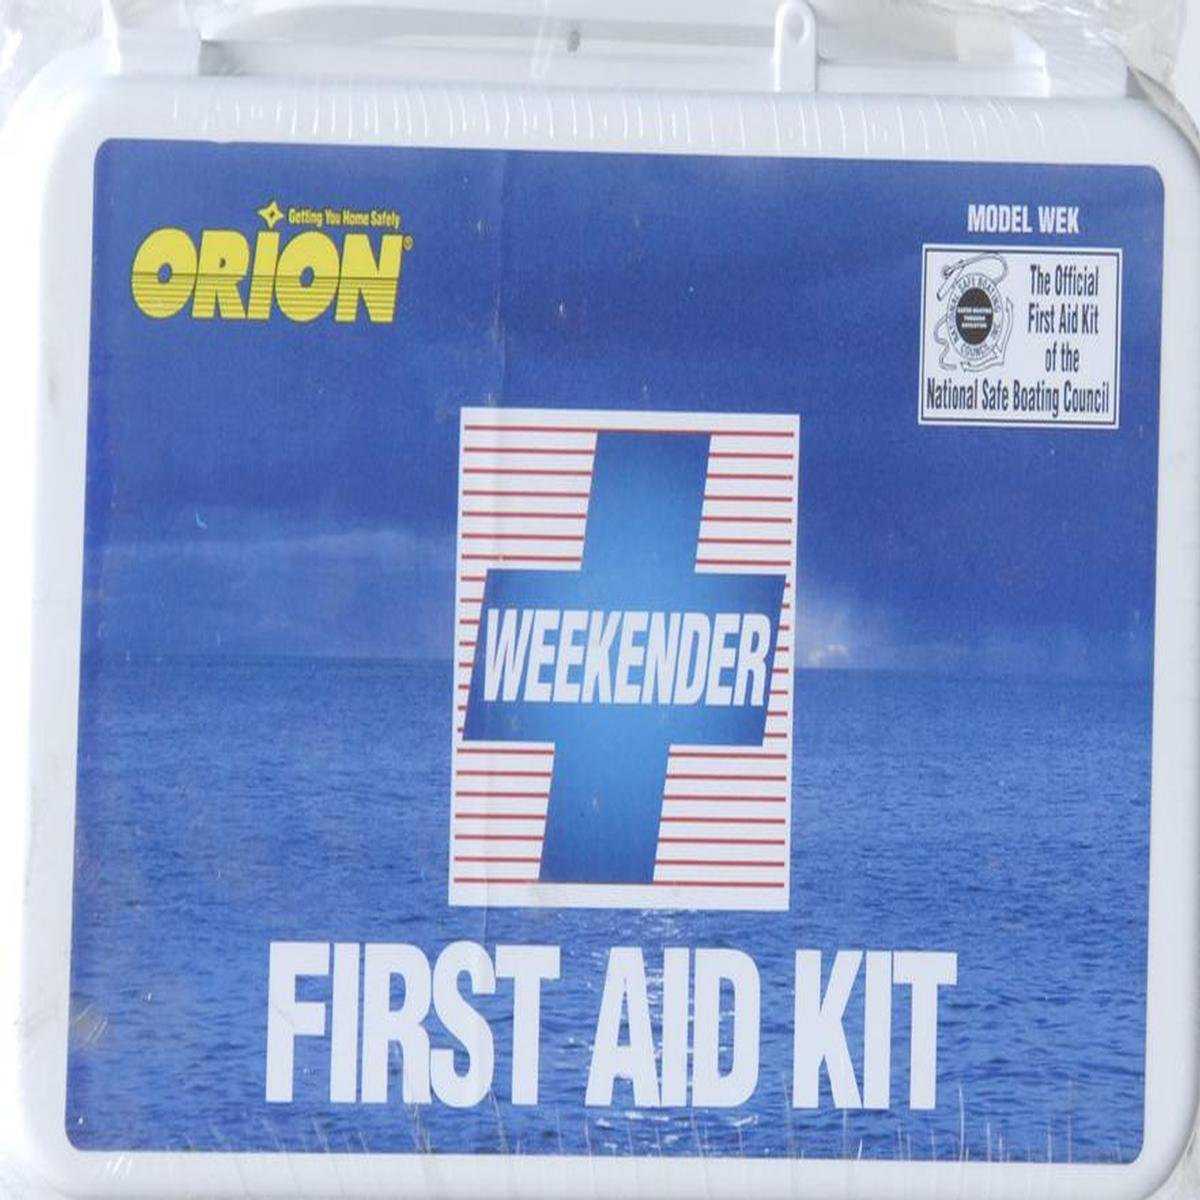 Getting You Home Safely
ORION®
MODEL WEK
The Official
First Aid Kit
of the
National Safe Boating Council
WEEKENDER
FIRST AID KIT